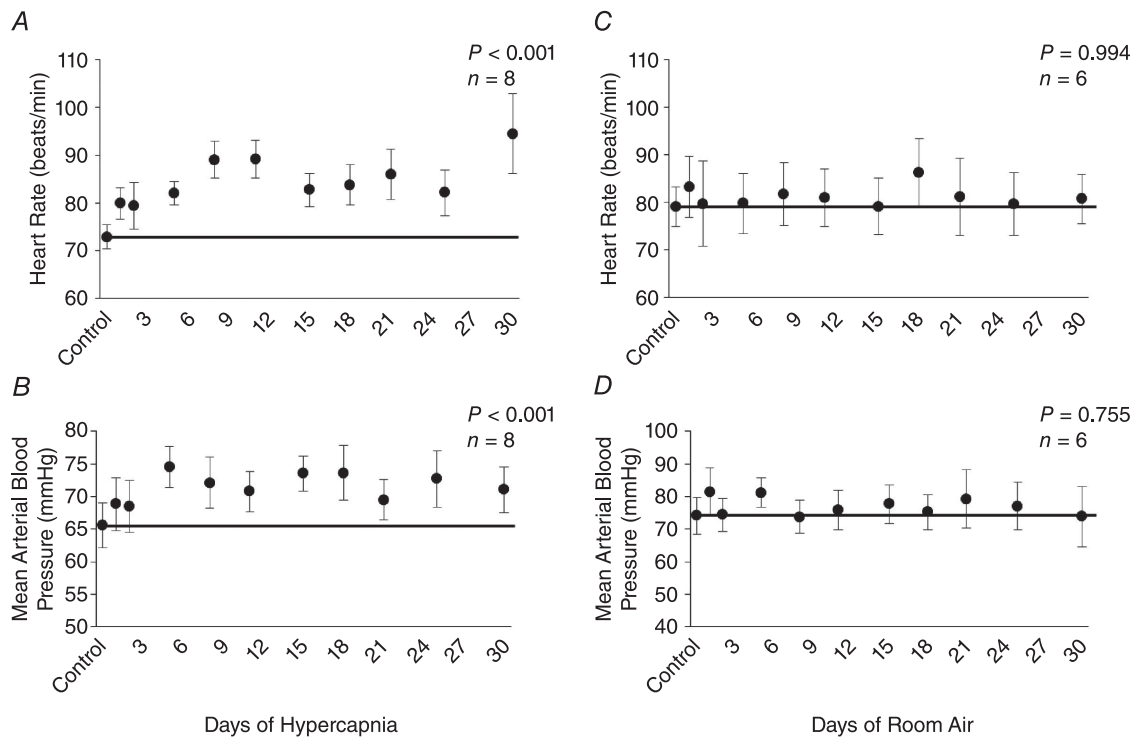 A
P < 0.001
n = 8
Heart Rate (beats/min)
110
100
90
80
70
60
Control 3 6 9 12 15 18 21 24 27 30
C
P = 0.994
n = 6
Heart Rate (beats/min)
110
100
90
80
70
60
Control 3 6 9 12 15 18 21 24 27 30
B
P < 0.001
n = 8
Mean Arterial Blood
Pressure (mmHg)
80
75
70
65
60
55
50
Control 3 6 9 12 15 18 21 24 27 30
Days of Hypercapnia
D
P = 0.755
n = 6
Mean Arterial Blood
Pressure (mmHg)
100
90
80
70
60
50
40
Control 3 6 9 12 15 18 21 24 27 30
Days of Room Air